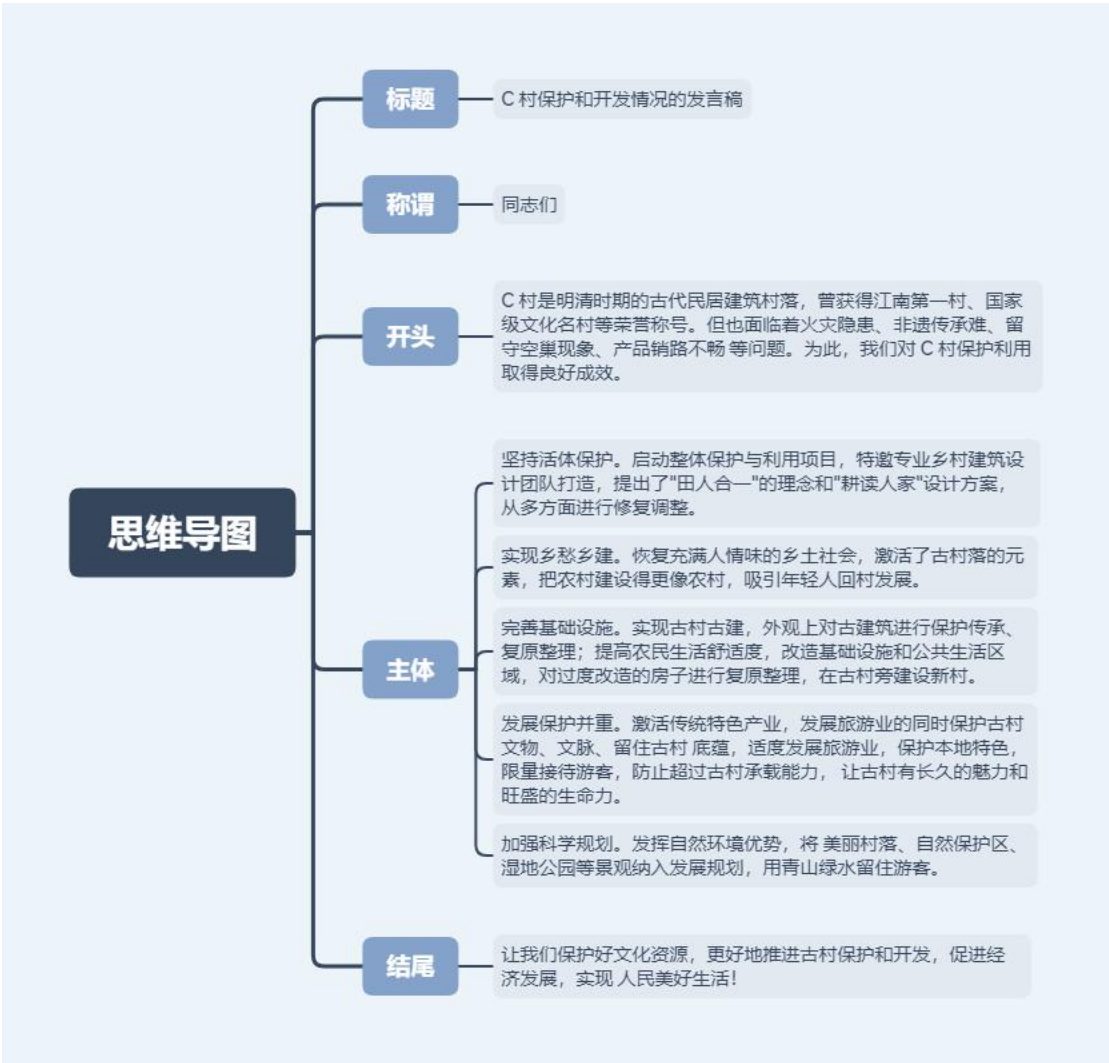 思维导图
标题
C 村保护和开发情况的发言稿
称谓
同志们
开头
C 村是明清时期的古代民居建筑村落，曾获得江南第一村、国家
级文化名村等荣誉称号。但也面临着火灾隐患、非遗传承难、留
守空巢现象、产品销路不畅 等问题。为此，我们对 C 村保护利用
取得良好成效。
主体
坚持活体保护。启动整体保护与利用项目，特邀专业乡村建筑设
计团队打造，提出了"田人合一"的理念和"耕读人家"设计方案，
从多方面进行修复调整。
实现乡愁乡建。恢复充满人情味的乡土社会，激活了古村落的元
素，把农村建设得更像农村，吸引年轻人回村发展。
完善基础设施。实现古村古建，外观上对古建筑进行保护传承、
复原整理；提高农民生活舒适度，改造基础设施和公共生活区
域，对过度改造的房子进行复原整理，在古村旁建设新村。
发展保护并重。激活传统特色产业，发展旅游业的同时保护古村
文物、文脉、留住古村 底蕴，适度发展旅游业，保护本地特色，
限量接待游客，防止超过古村承载能力， 让古村有长久的魅力和
旺盛的生命力。
加强科学规划。发挥自然环境优势，将 美丽村落、自然保护区、
湿地公园等景观纳入发展规划，用青山绿水留住游客。
结尾
让我们保护好文化资源，更好地推进古村保护和开发，促进经
济发展，实现 人民美好生活！